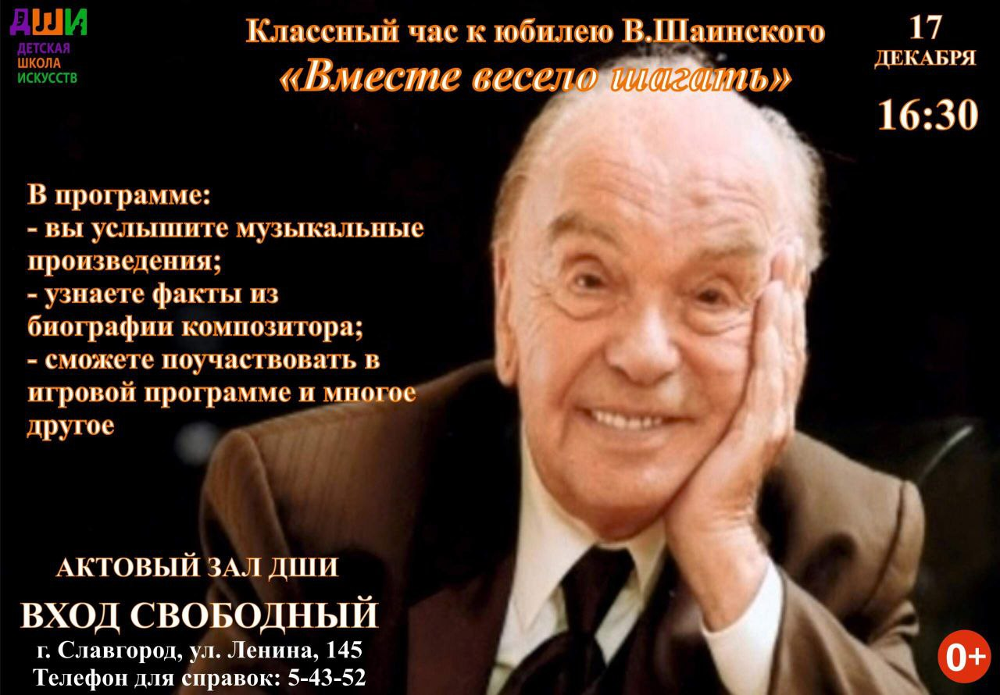 ДШИ
ДЕТСКАЯ
ШКОЛА
ИСКУССТВ
Классный час к юбилею В.Шаинского
«Вместе весело шагать»
17
ДЕКАБРЯ
16:30
В программе:
- вы услышите музыкальные
произведения;
- узнаете факты из
биографии композитора;
- сможете поучаствовать в
игровой программе и многое
другое
АКТОВЫЙ ЗАЛ ДШИ
ВХОД СВОБОДНЫЙ
г. Славгород, ул. Ленина, 145
Телефон для справок: 5-43-52
0+